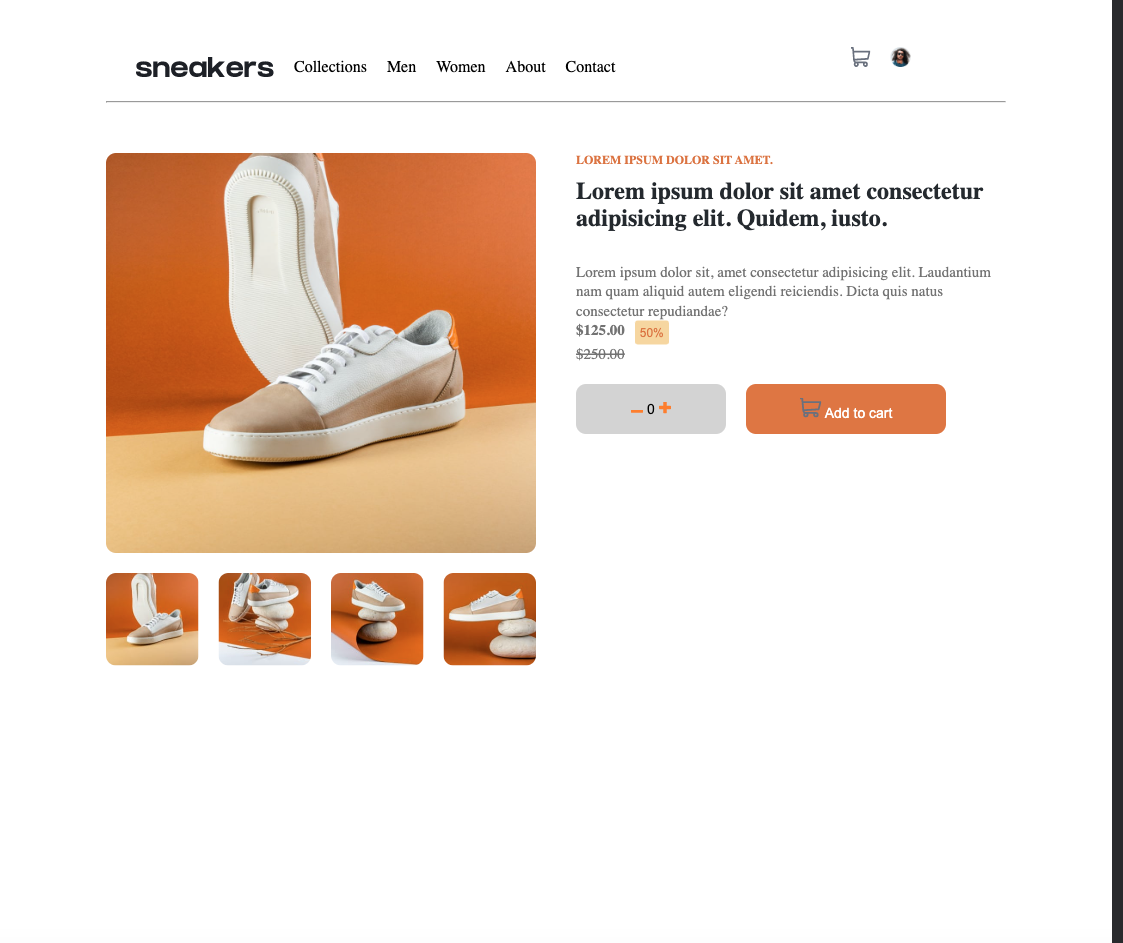 sneakers Collections Men Women About Contact
LOREM IPSUM DOLOR SIT AMET.
Lorem ipsum dolor sit amet consectetur
adipisicing elit. Quidem, iusto.
Lorem ipsum dolor sit, amet consectetur adipisicing elit. Laudantium
nam quam aliquid autem eligendi reiciendis. Dicta quis natus
consectetur repudiandae?
$125.00 50%
$250.00
0 Add to cart